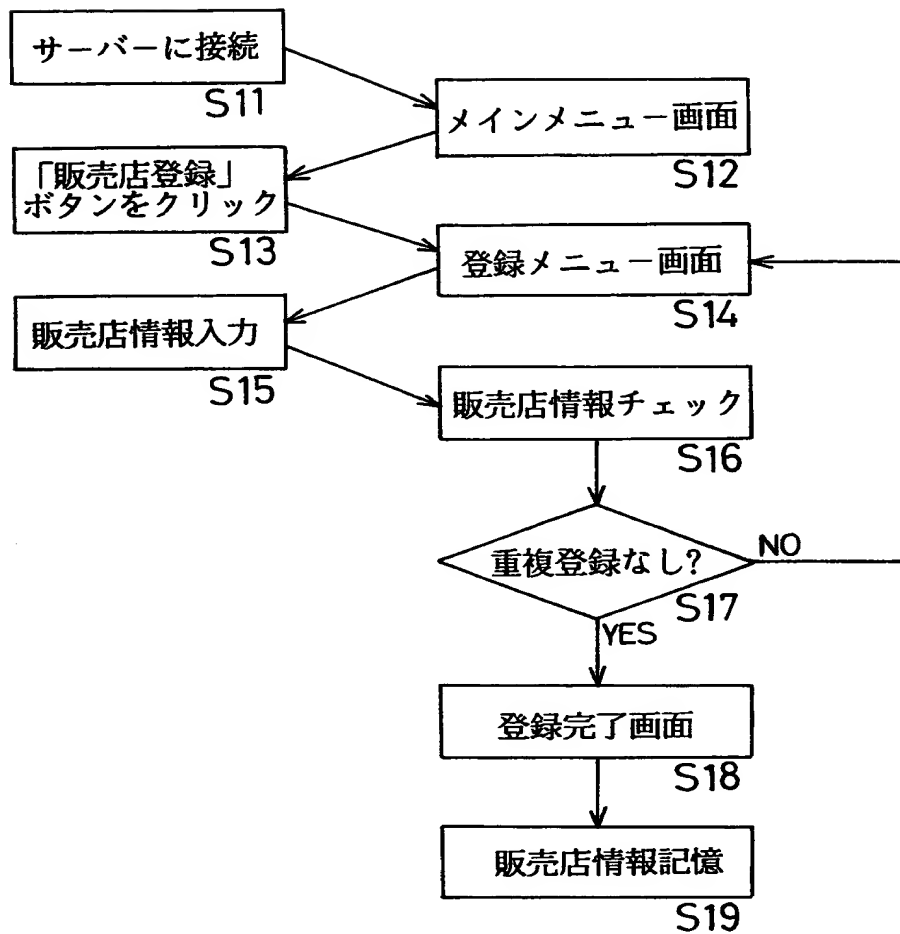 サーバーに接続
S11
メインメニュー画面
S12
「販売店登録」
ボタンをクリック
S13
登録メニュー画面
S14
販売店情報入力
S15
販売店情報チェック
S16
重複登録なし?
NO
S17
YES
登録完了画面
S18
販売店情報記憶
S19